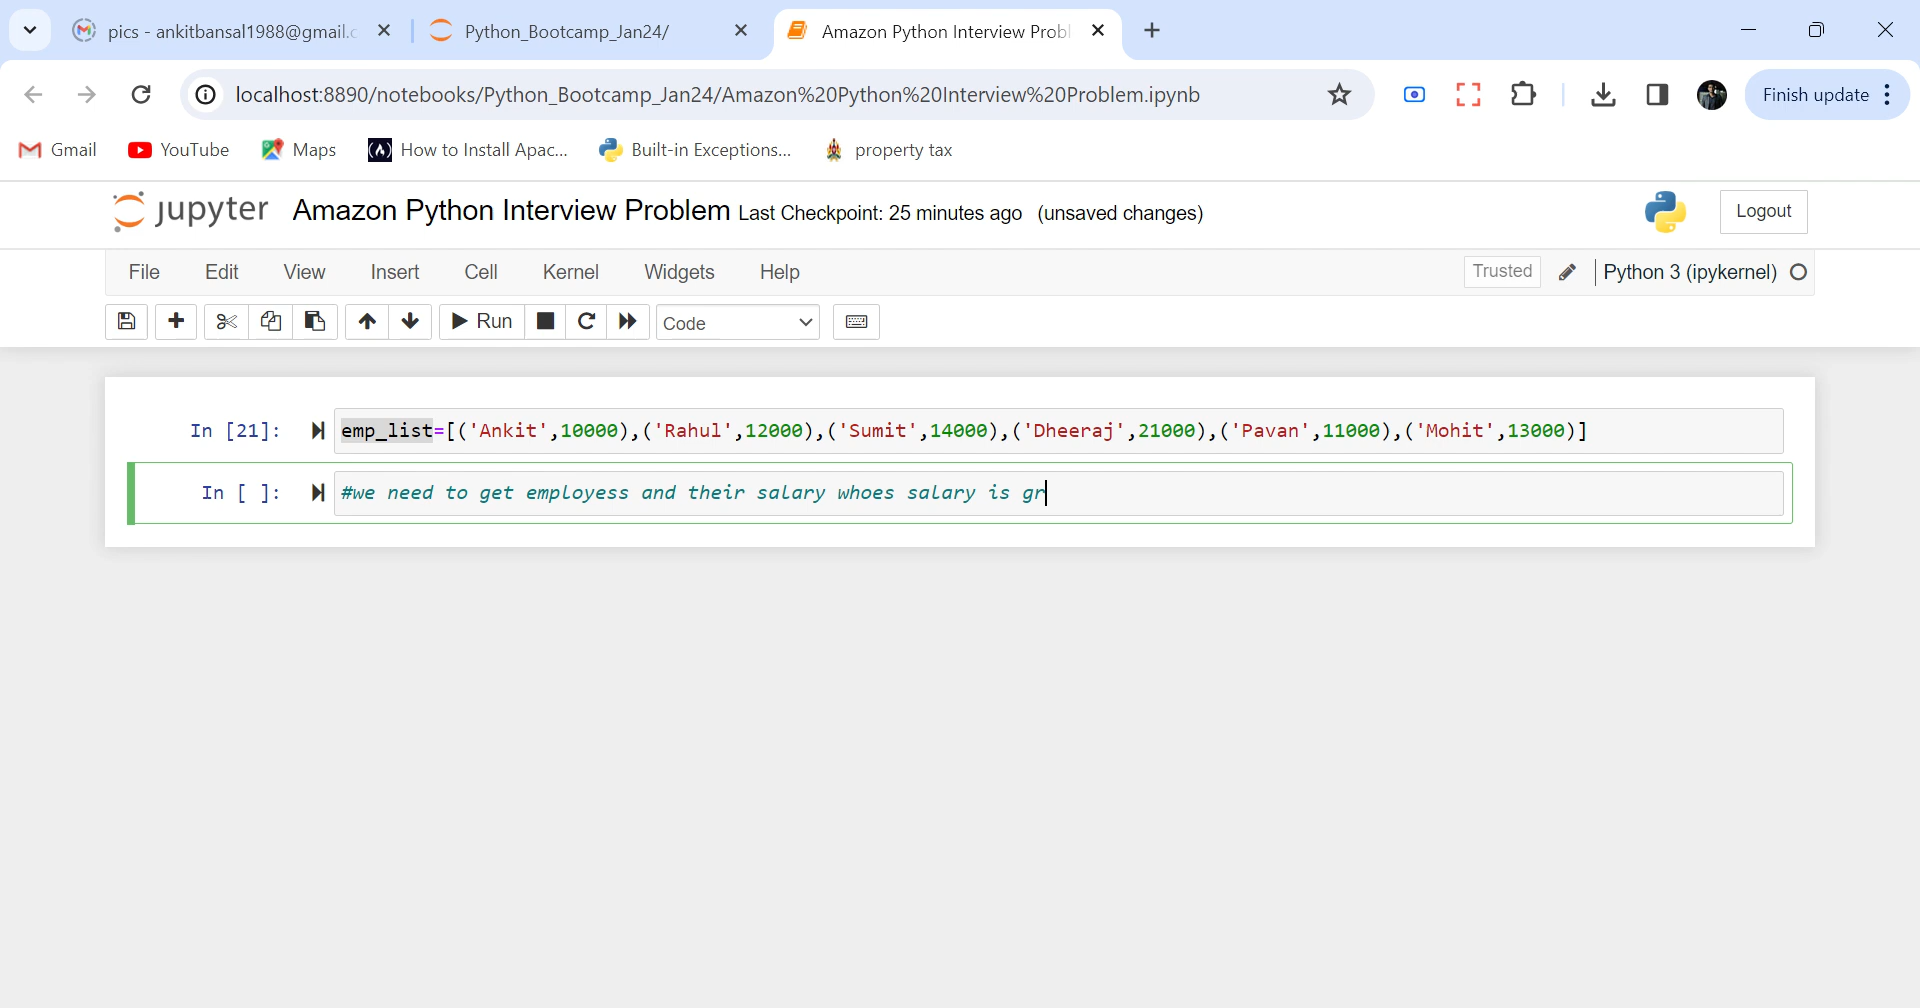 pics - ankitbansal1988@gmail.c
Python_Bootcamp_Jan24/
Amazon Python Interview Probl
localhost:8890/notebooks/Python_Bootcamp_Jan24/Amazon%20Python%20Interview%20Problem.ipynb
Finish update
Gmail YouTube Maps How to Install Apac... Built-in Exceptions... property tax
jupyter Amazon Python Interview Problem Last Checkpoint: 25 minutes ago (unsaved changes)
Logout
File Edit View Insert Cell Kernel Widgets Help
Trusted Python 3 (ipykernel)
Run Code
In [21]: emp_list=[('Ankit',10000),('Rahul',12000),('Sumit',14000),('Dheeraj',21000),('Pavan',11000),('Mohit',13000)]
In [ ]: #we need to get employess and their salary whoes salary is gr